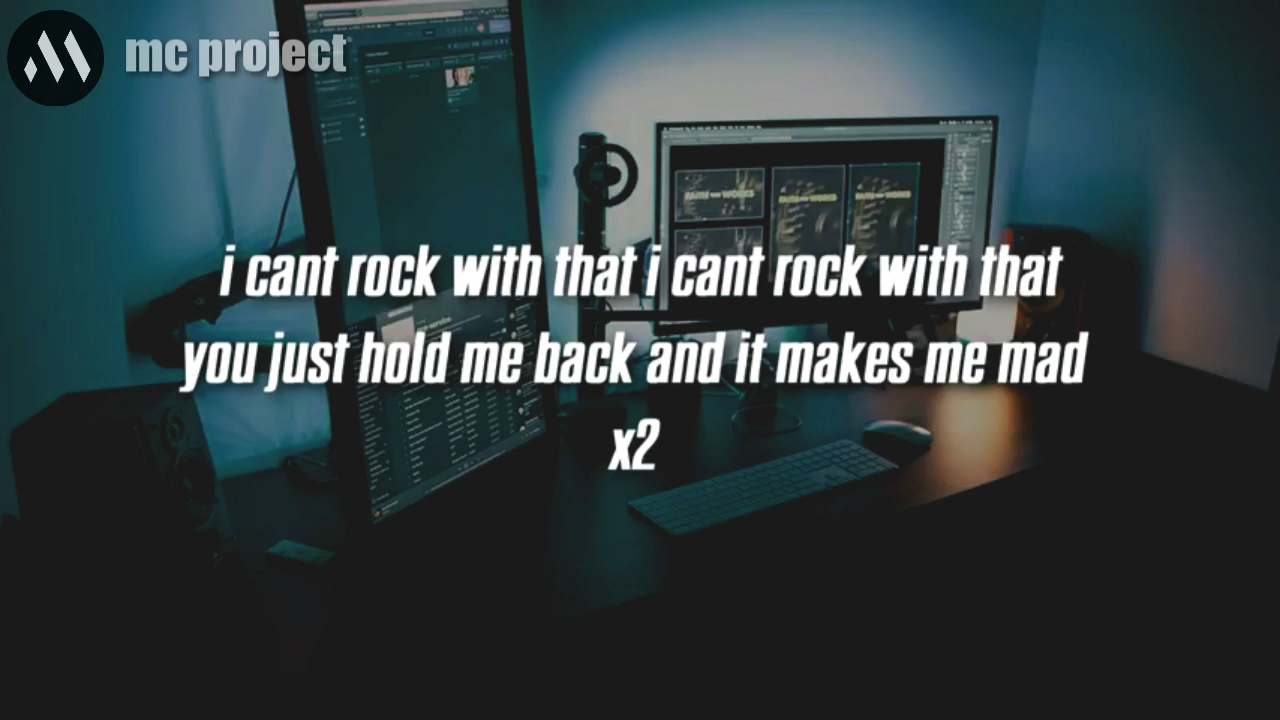 mc project
i cant rock with that i cant rock with that
you just hold me back and it makes me mad
x2